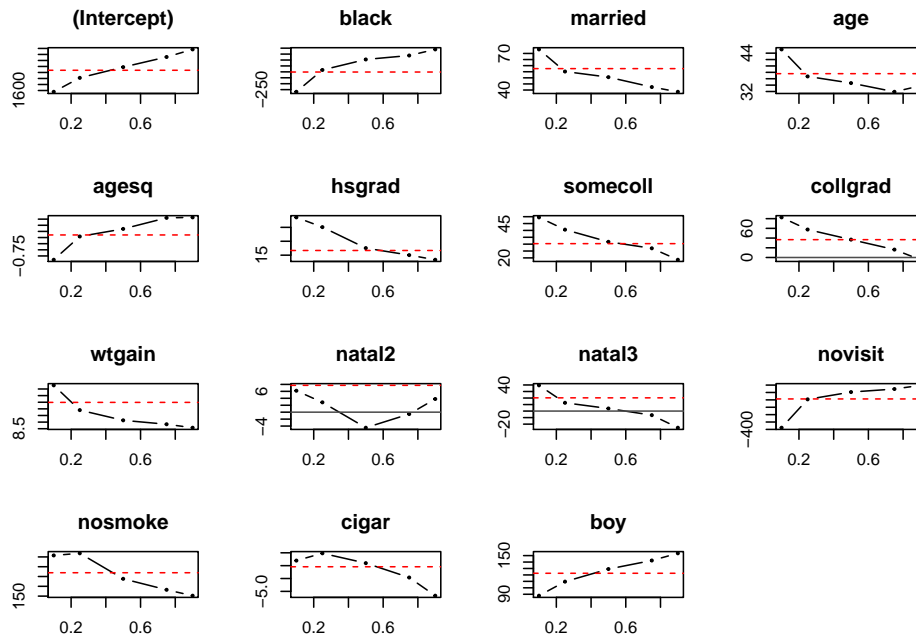 (Intercept)
black
married
age
1600
-250
70
40
44
32
0.2 0.6
0.2 0.6
0.2 0.6
0.2 0.6
agesq
hsgrad
somecoll
collgrad
-0.75
15
45
20
60
0
0.2 0.6
0.2 0.6
0.2 0.6
0.2 0.6
wtgain
natal2
natal3
novisit
8.5
6
-4
40
-20
-400
0.2 0.6
0.2 0.6
0.2 0.6
0.2 0.6
nosmoke
cigar
boy
150
-5.0
150
90
0.2 0.6
0.2 0.6
0.2 0.6